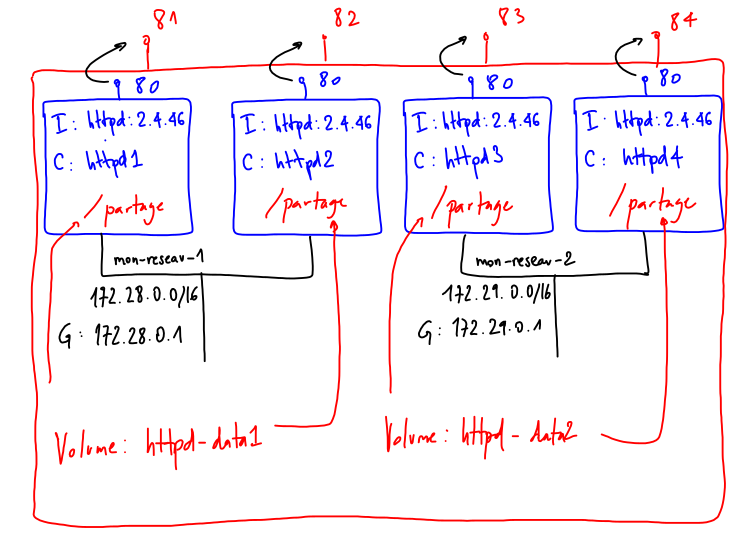 81
82
83
84
80
80
80
80
I: httpd:2.4.46
C: httpd1
/partage
I: httpd:2.4.46
C: httpd2
/partage
I: httpd:2.4.46
C: httpd3
/partage
I: httpd:2.4.46
C: httpd4
/partage
mon-reseau-1
172.28.0.0/16
G: 172.28.0.1
mon-reseau-2
172.29.0.0/16
G: 172.29.0.1
Volume: httpd-data1
Volume: httpd-data2